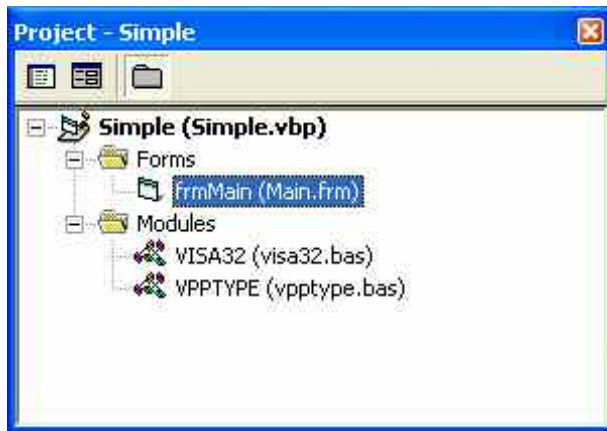 Project - Simple
Simple (Simple.vbp)
Forms
frmMain (Main.frm)
Modules
VISA32 (visa32.bas)
VPPTYPE (vpptype.bas)